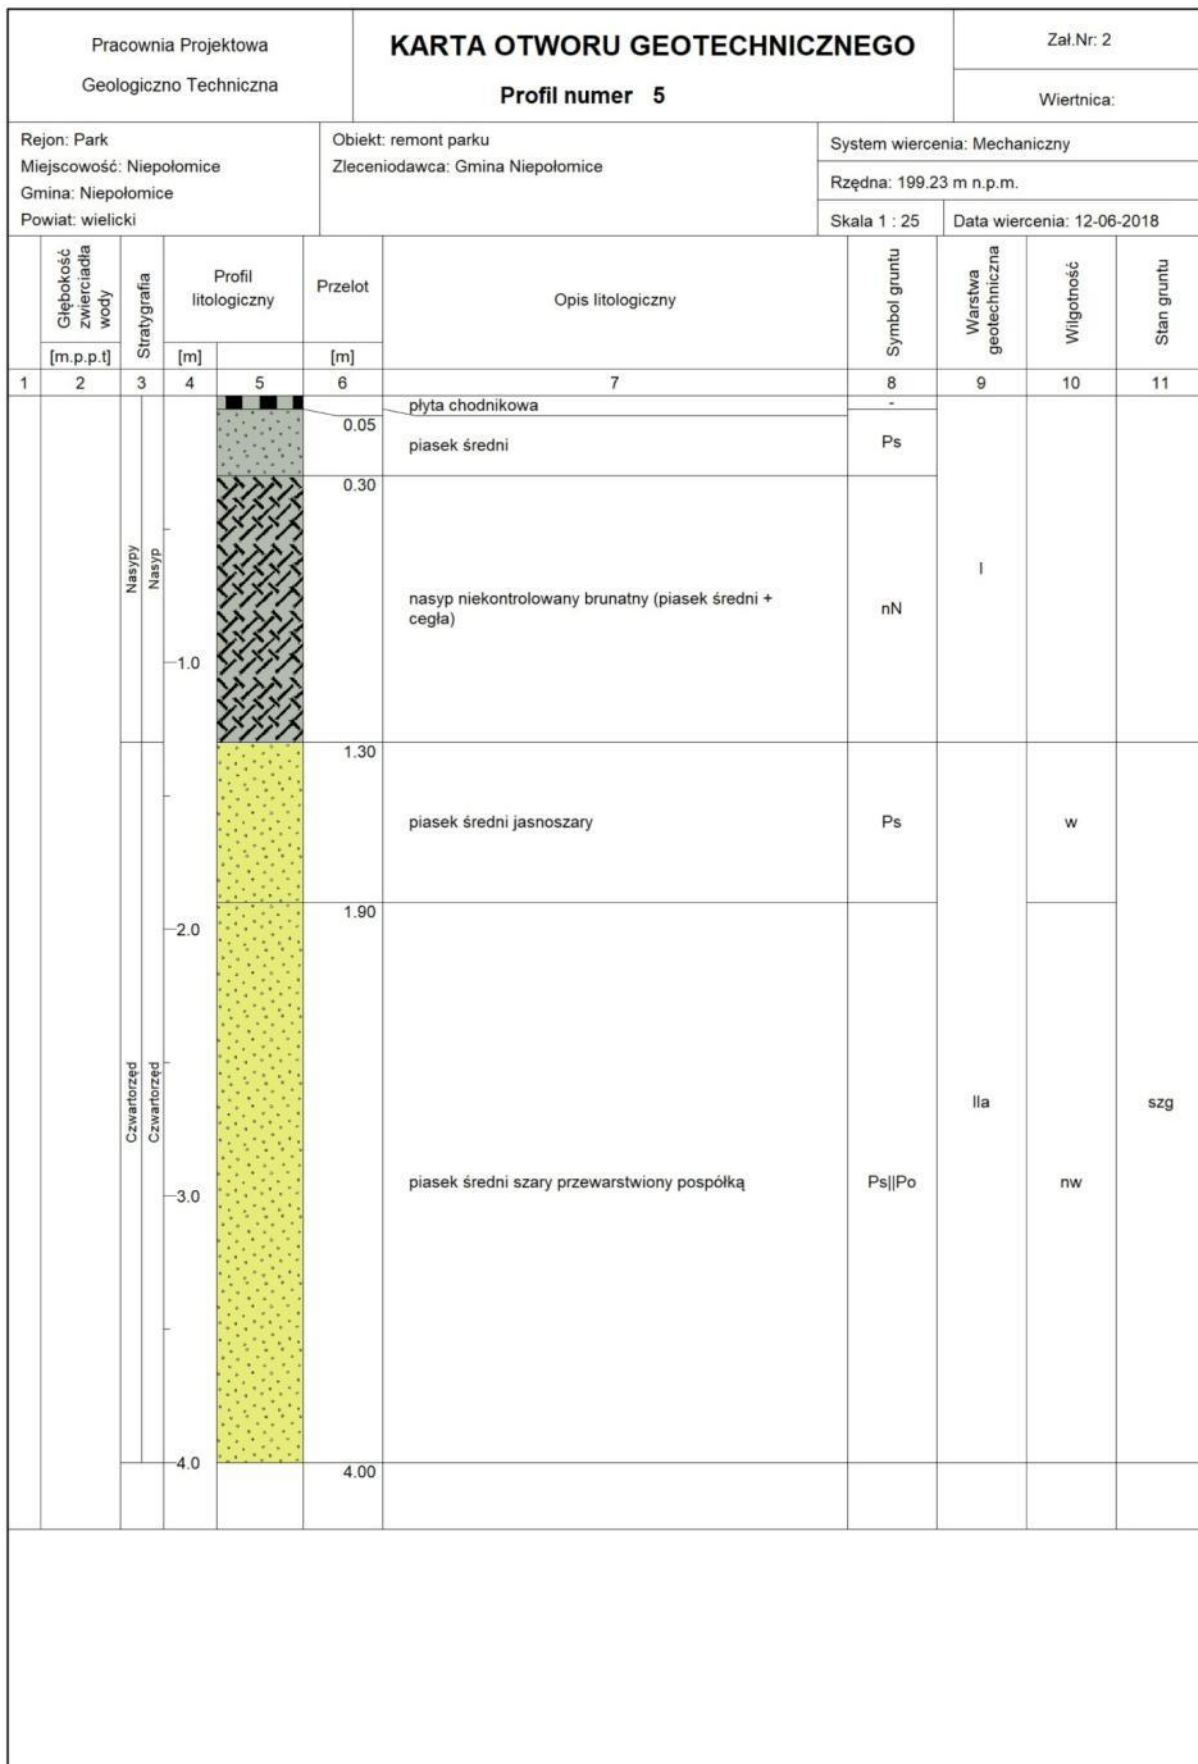 Pracownia Projektowa
Geologiczno Techniczna
KARTA OTWORU GEOTECHNICZNEGO
Profil numer 5
Zał.Nr: 2
Wiertnica:
Rejon: Park
Miejscowość: Niepołomice
Gmina: Niepołomice
Powiat: wielicki
Obiekt: remont parku
Zleceniodawca: Gmina Niepołomice
System wiercenia: Mechaniczny
Rzędna: 199.23 m n.p.m.
Skala 1 : 25
Data wiercenia: 12-06-2018
Głębokość
zwierciadła
wody
[m.p.p.t]
Stratygrafia
Profil
litologiczny
[m]
Przelot
[m]
Opis litologiczny
Symbol gruntu
Warstwa
geotechniczna
Wilgotność
Stan gruntu
1 2 3 4 5 6 7 8 9 10 11
płyta chodnikowa -
0.05
piasek średni Ps
0.30
Nasypy
Nasyp
I
nasyp niekontrolowany brunatny (piasek średni +
cegła)
nN
1.0
1.30
piasek średni jasnoszary Ps w
1.90
2.0
Czwartorzęd
Czwartorzęd
IIa
szg
piasek średni szary przewarstwiony pospółką Ps||Po nw
3.0
4.0
4.00